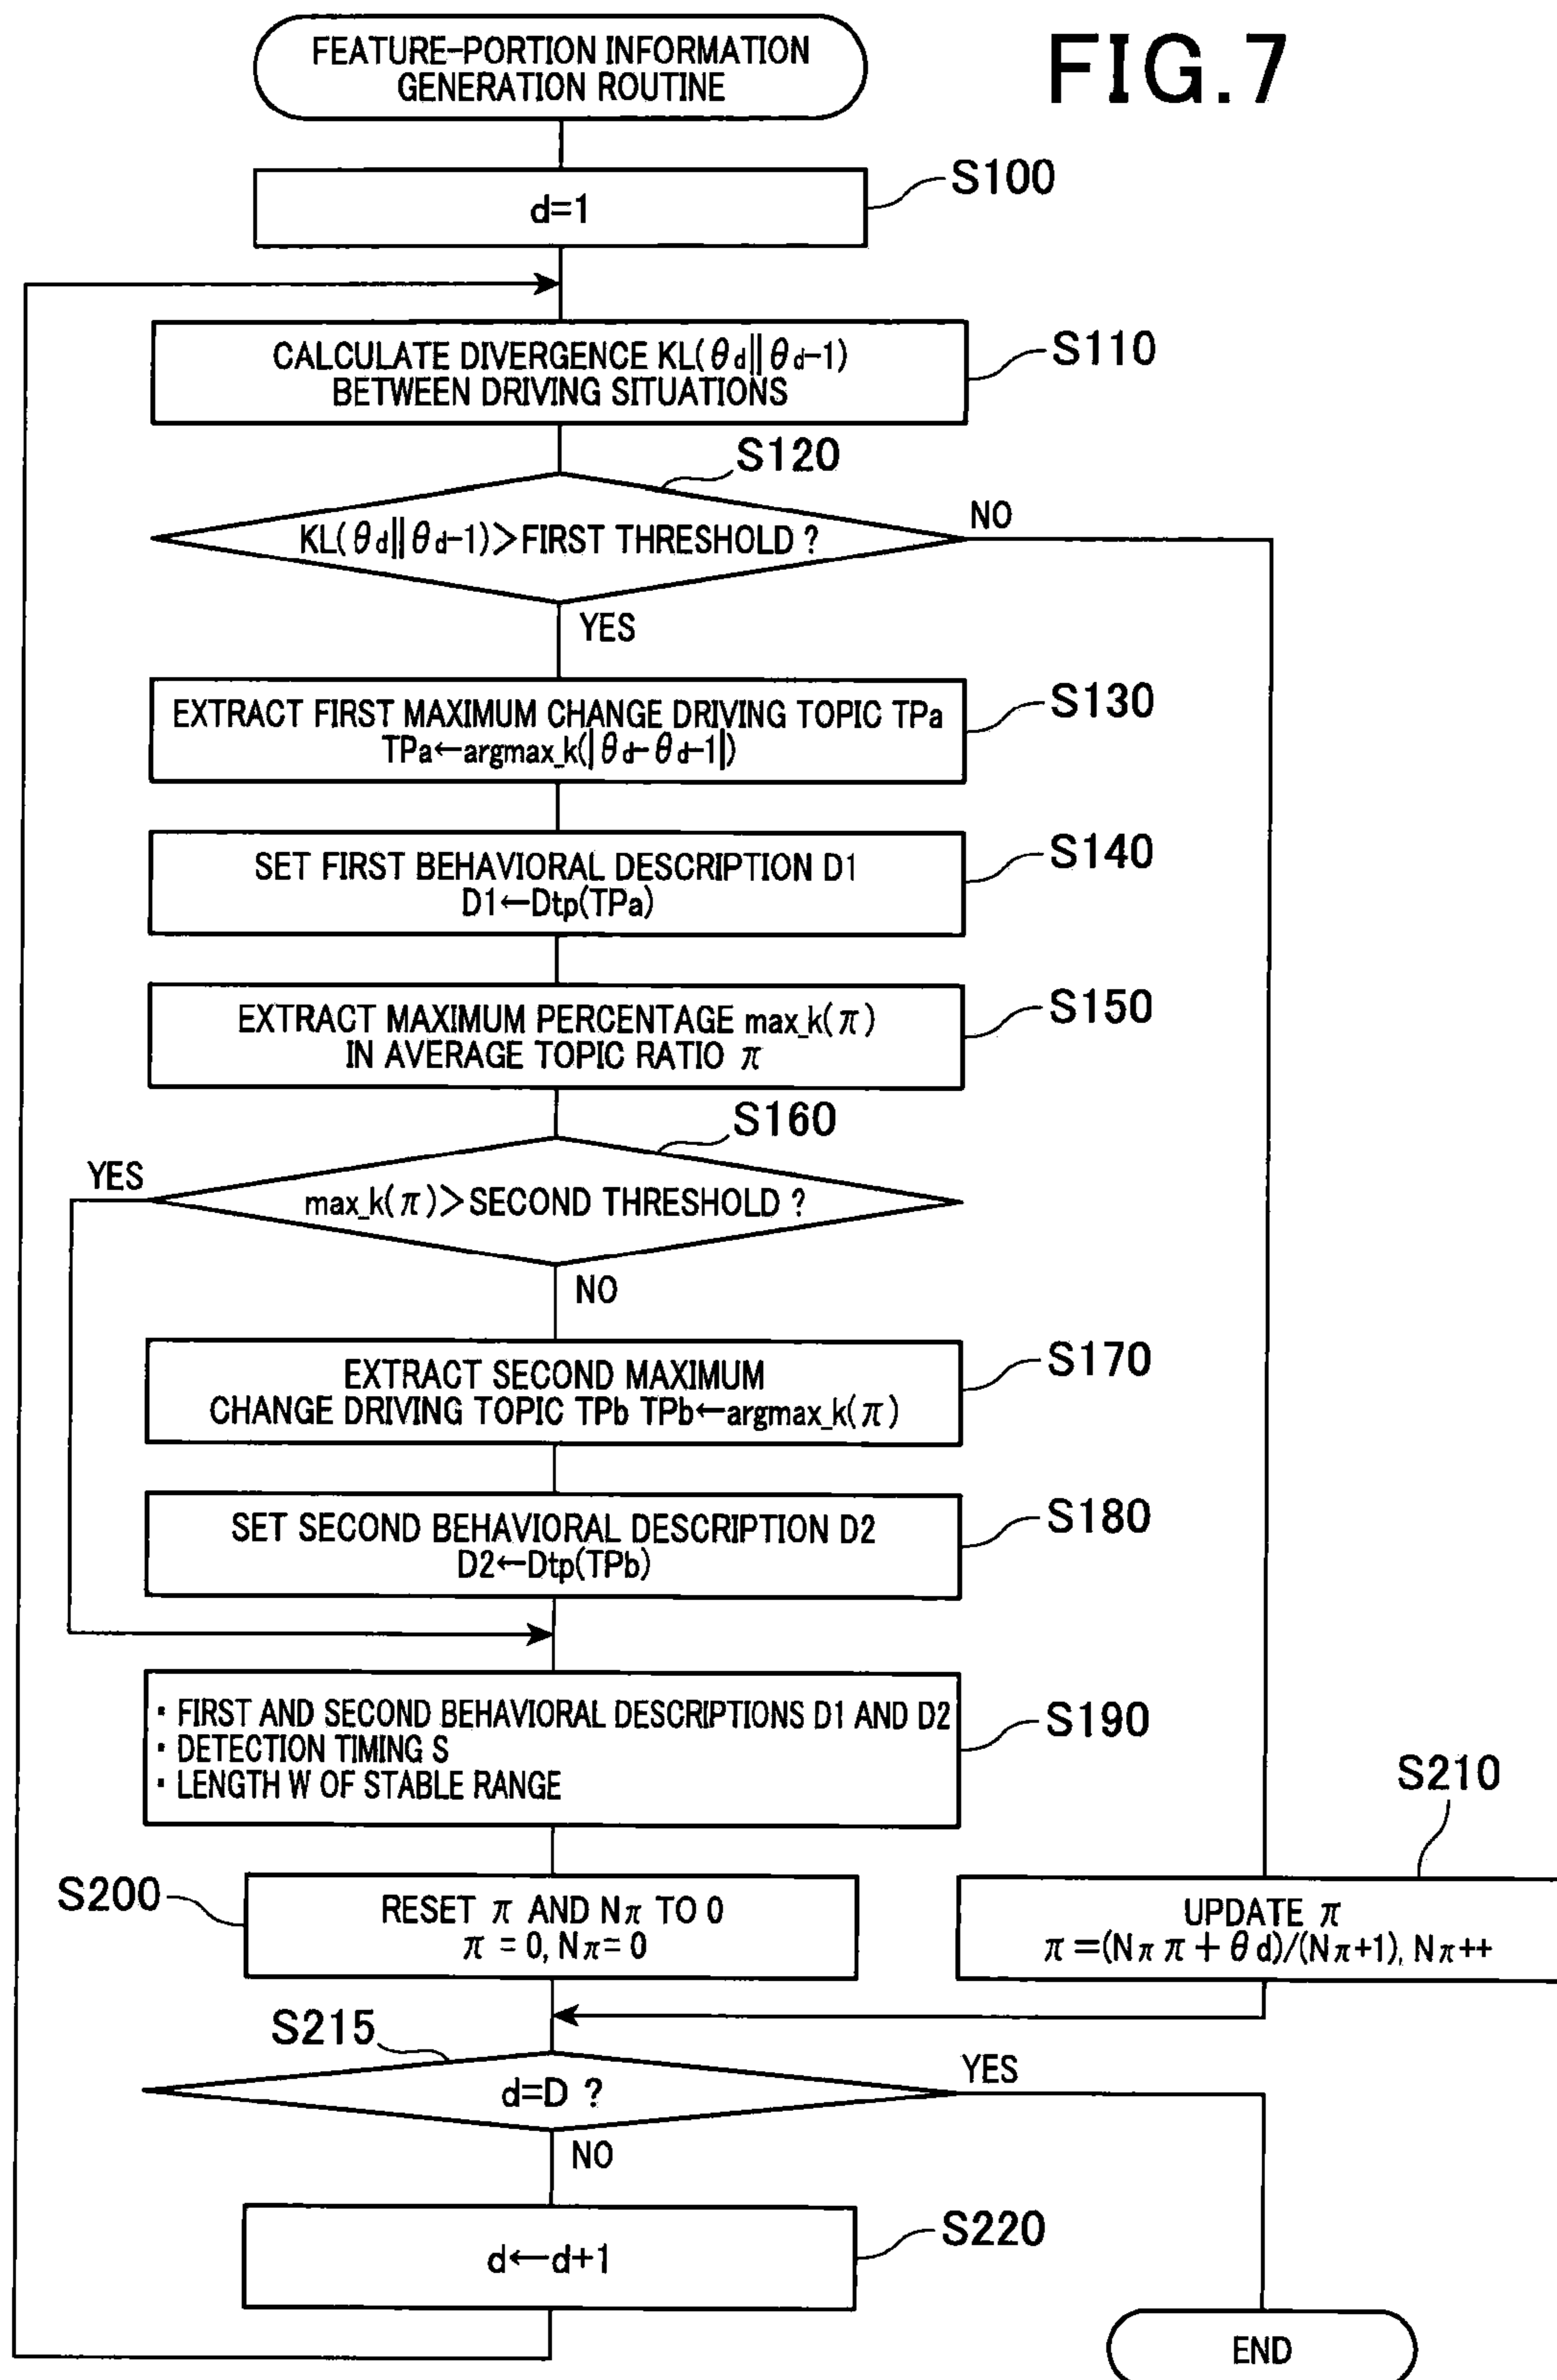 FEATURE-PORTION INFORMATION
GENERATION ROUTINE
FIG.7
d=1
S100
CALCULATE DIVERGENCE KL(θd||θd-1)
BETWEEN DRIVING SITUATIONS
S110
S120
KL(θd||θd-1)>FIRST THRESHOLD ?
NO
YES
EXTRACT FIRST MAXIMUM CHANGE DRIVING TOPIC TPa
TPa←argmax_k(|θd-θd-1|)
S130
SET FIRST BEHAVIORAL DESCRIPTION D1
D1←Dtp(TPa)
S140
EXTRACT MAXIMUM PERCENTAGE max_k(π)
IN AVERAGE TOPIC RATIO π
S150
S160
YES
max_k(π)>SECOND THRESHOLD ?
NO
EXTRACT SECOND MAXIMUM
CHANGE DRIVING TOPIC TPb TPb←argmax_k(π)
S170
SET SECOND BEHAVIORAL DESCRIPTION D2
D2←Dtp(TPb)
S180
・FIRST AND SECOND BEHAVIORAL DESCRIPTIONS D1 AND D2
・DETECTION TIMING S
・LENGTH W OF STABLE RANGE
S190
S200
RESET π AND Nπ TO 0
π=0, Nπ=0
S210
UPDATE π
π=(Nππ+θd)/(Nπ+1), Nπ++
S215
d=D ?
YES
NO
d←d+1
S220
END